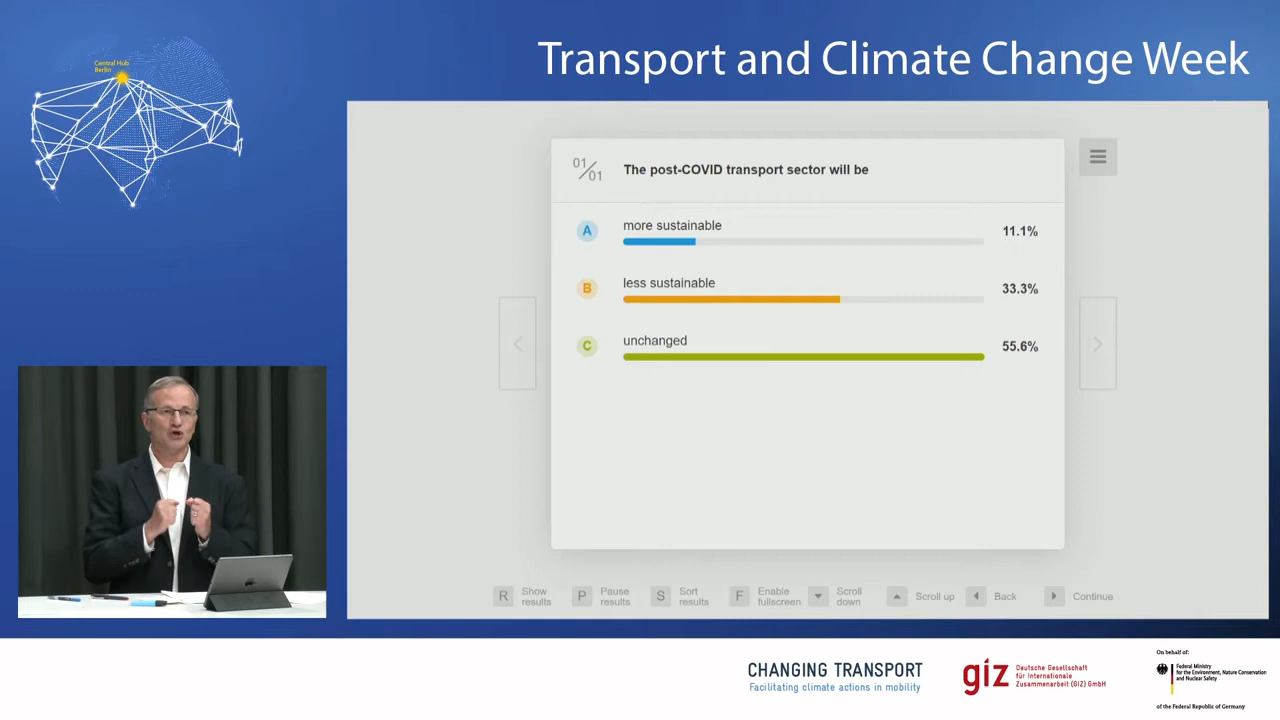 Transport and Climate Change Week
Central Hub
Berlin
01/01
The post-COVID transport sector will be
A more sustainable 11.1%
B less sustainable 33.3%
C unchanged 55.6%
R Show results
P Pause results
S Sort results
F Enable fullscreen
Scroll down
Scroll up
Back
Continue
CHANGING TRANSPORT
Facilitating climate actions in mobility
giz
Deutsche Gesellschaft
für Internationale
Zusammenarbeit (GIZ) GmbH
On behalf of:
Federal Ministry
for the Environment, Nature Conservation
and Nuclear Safety
of the Federal Republic of Germany